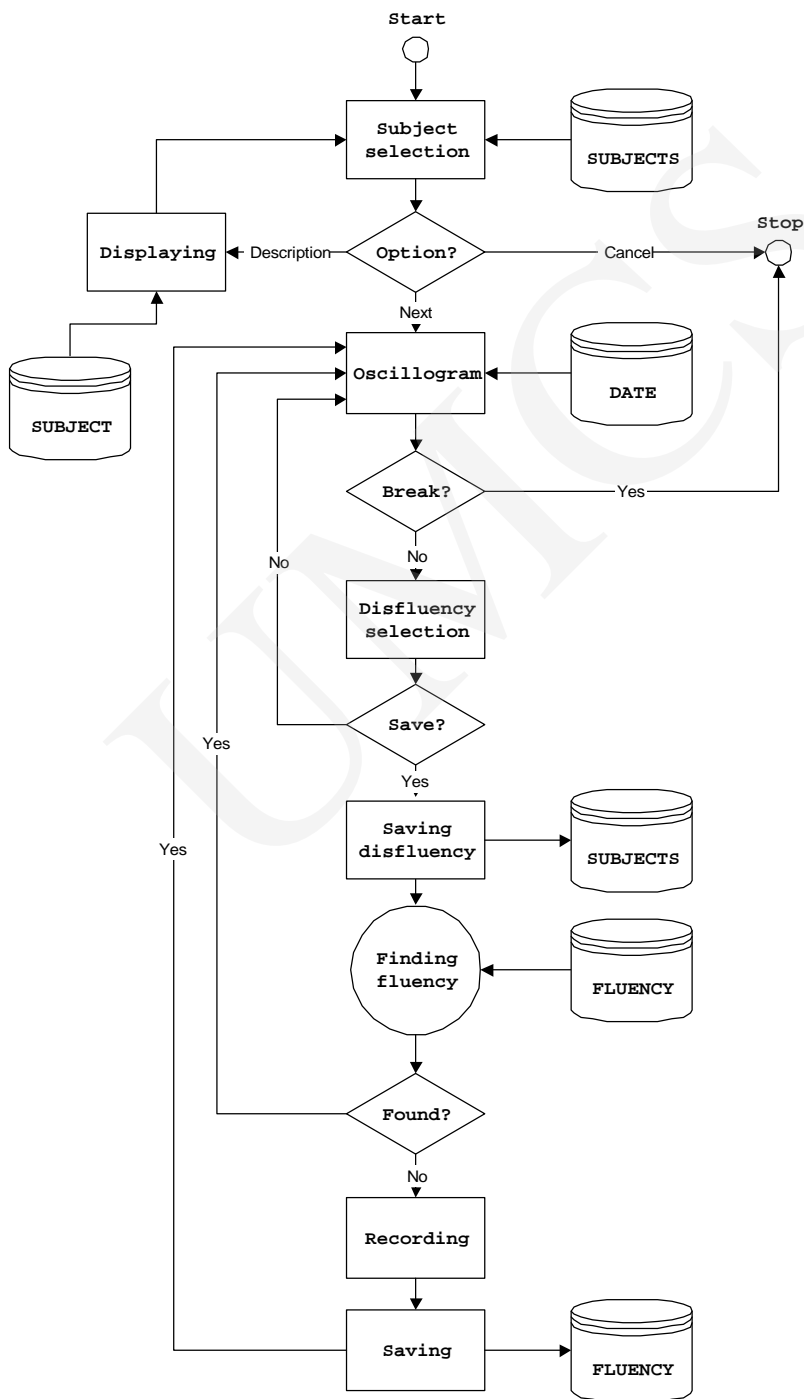 Start
Subject
selection
SUBJECTS
Stop
Displaying
Description
Option?
Cancel
Next
SUBJECT
Oscillogram
DATE
Break?
Yes
No
No
Disfluency
selection
Save?
Yes
Yes
Saving
disfluency
SUBJECTS
Yes
Finding
fluency
FLUENCY
Found?
No
Recording
Saving
FLUENCY
UMCS